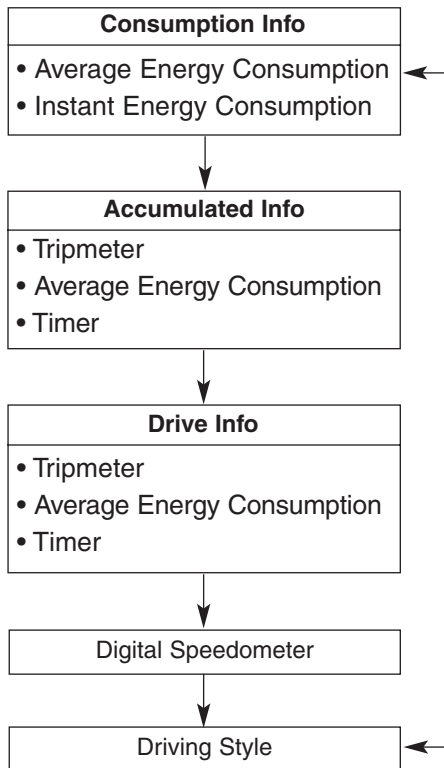 Consumption Info
• Average Energy Consumption
• Instant Energy Consumption
Accumulated Info
• Tripmeter
• Average Energy Consumption
• Timer
Drive Info
• Tripmeter
• Average Energy Consumption
• Timer
Digital Speedometer
Driving Style